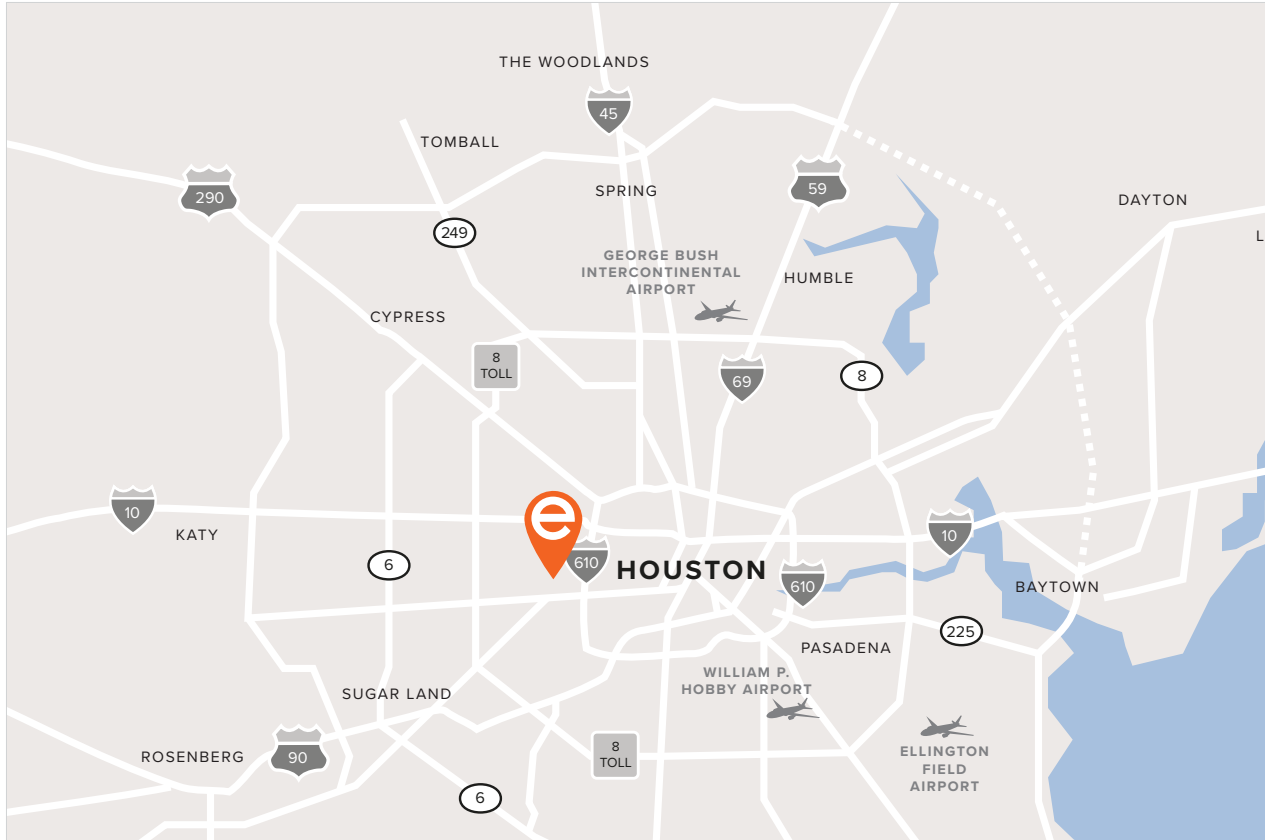 THE WOODLANDS
45
TOMBALL
290
SPRING
59
DAYTON
249
L
GEORGE BUSH
INTERCONTINENTAL
AIRPORT
HUMBLE
CYPRESS
8
TOLL
69
8
10
KATY
e
610
HOUSTON
10
6
610
BAYTOWN
225
PASADENA
WILLIAM P.
HOBBY AIRPORT
SUGAR LAND
ROSENBERG
90
8
TOLL
ELLINGTON
FIELD
AIRPORT
6